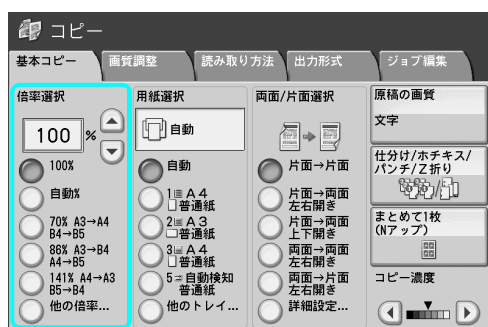 コピー
基本コピー
画質調整
読み取り方法
出力形式
ジョブ編集
倍率選択
100 %
100%
自動%
70% A3→A4
B4→B5
86% A3→B4
A4→B5
141% A4→A3
B5→B4
他の倍率...
用紙選択
自動
自動
1 A4
普通紙
2 A3
普通紙
3 A4
普通紙
5 自動検知
普通紙
他のトレイ...
両面/片面選択
片面→片面
片面→両面
左右開き
片面→両面
上下開き
両面→両面
左右開き
両面→片面
左右開き
詳細設定...
原稿の画質
文字
仕分け/ホチキス/
パンチ/Z折り
まとめて1枚
(Nアップ)
コピー濃度